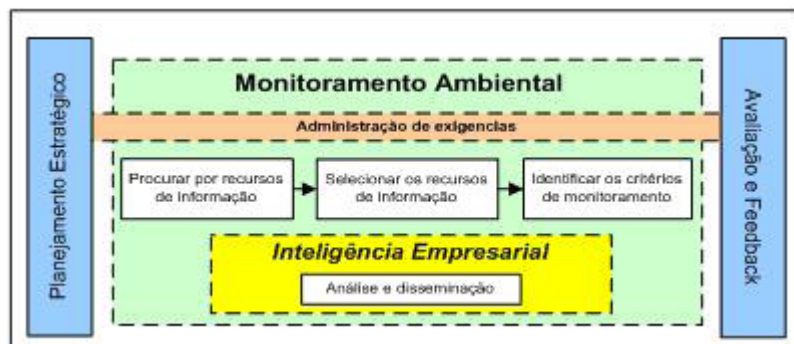 Planejamento Estratégico
Monitoramento Ambiental
Administração de exigencias
Procurar por recursos
de informação
Selecionar os recursos
de informação
Identificar os critérios
de monitoramento
Inteligência Empresarial
Análise e disseminação
Avaliação e Feedback